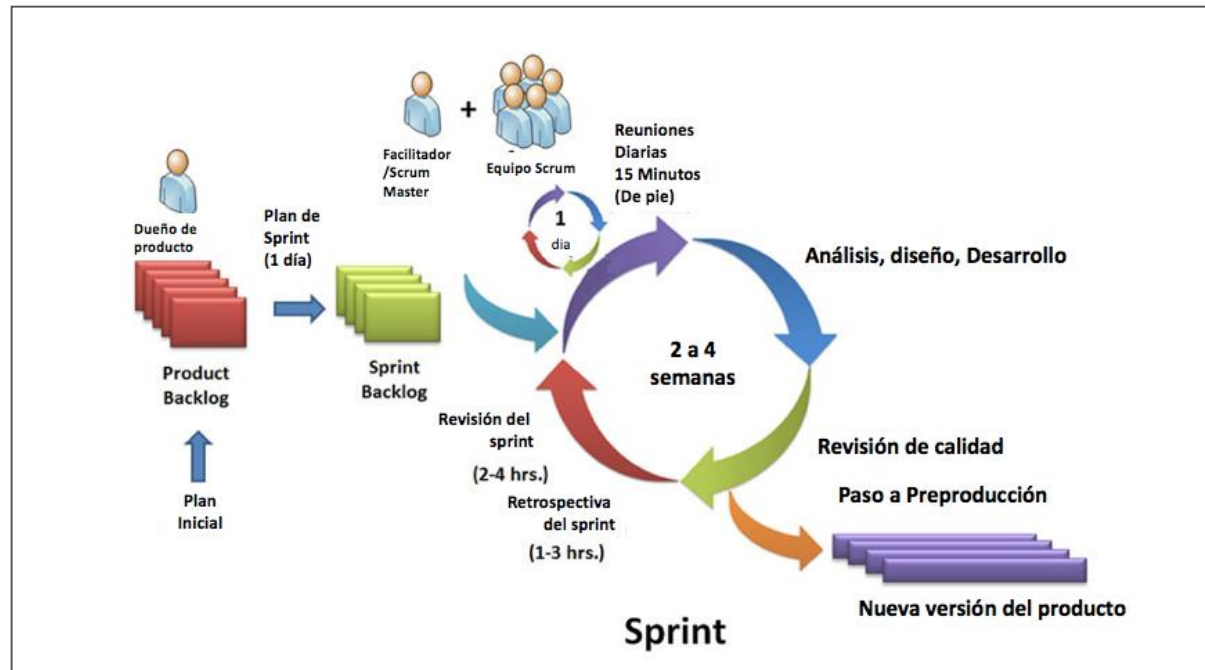 Facilitador
/Scrum
Master
+
Equipo Scrum
Reuniones
Diarias
15 Minutos
(De pie)
Dueño de
producto
Plan de
Sprint
(1 día)
1
dia
Análisis, diseño, Desarrollo
2 a 4
semanas
Product
Backlog
Sprint
Backlog
Plan
Inicial
Revisión del
sprint
(2-4 hrs.)
Retrospectiva
del sprint
(1-3 hrs.)
Revisión de calidad
Paso a Preproducción
Nueva versión del producto
Sprint